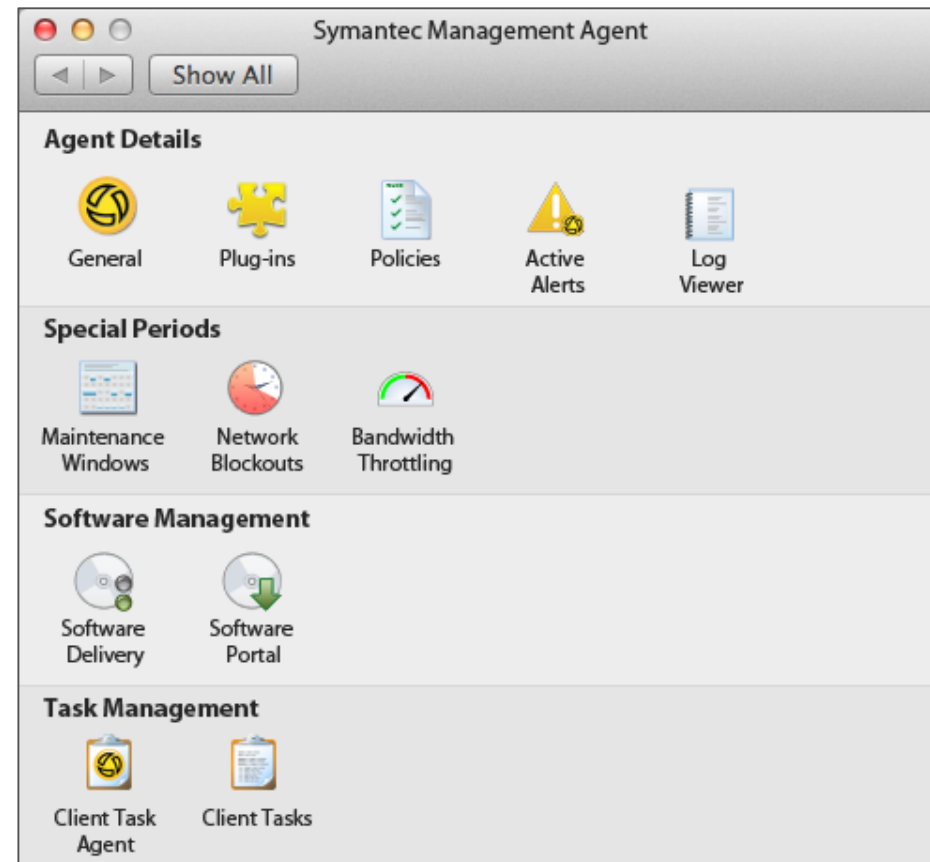 Symantec Management Agent
Show All
Agent Details
General Plug-ins Policies Active Log
Alerts Viewer
Special Periods
Maintenance Network Bandwidth
Windows Blockouts Throttling
Software Management
Software Software
Delivery Portal
Task Management
Client Task Client Tasks
Agent